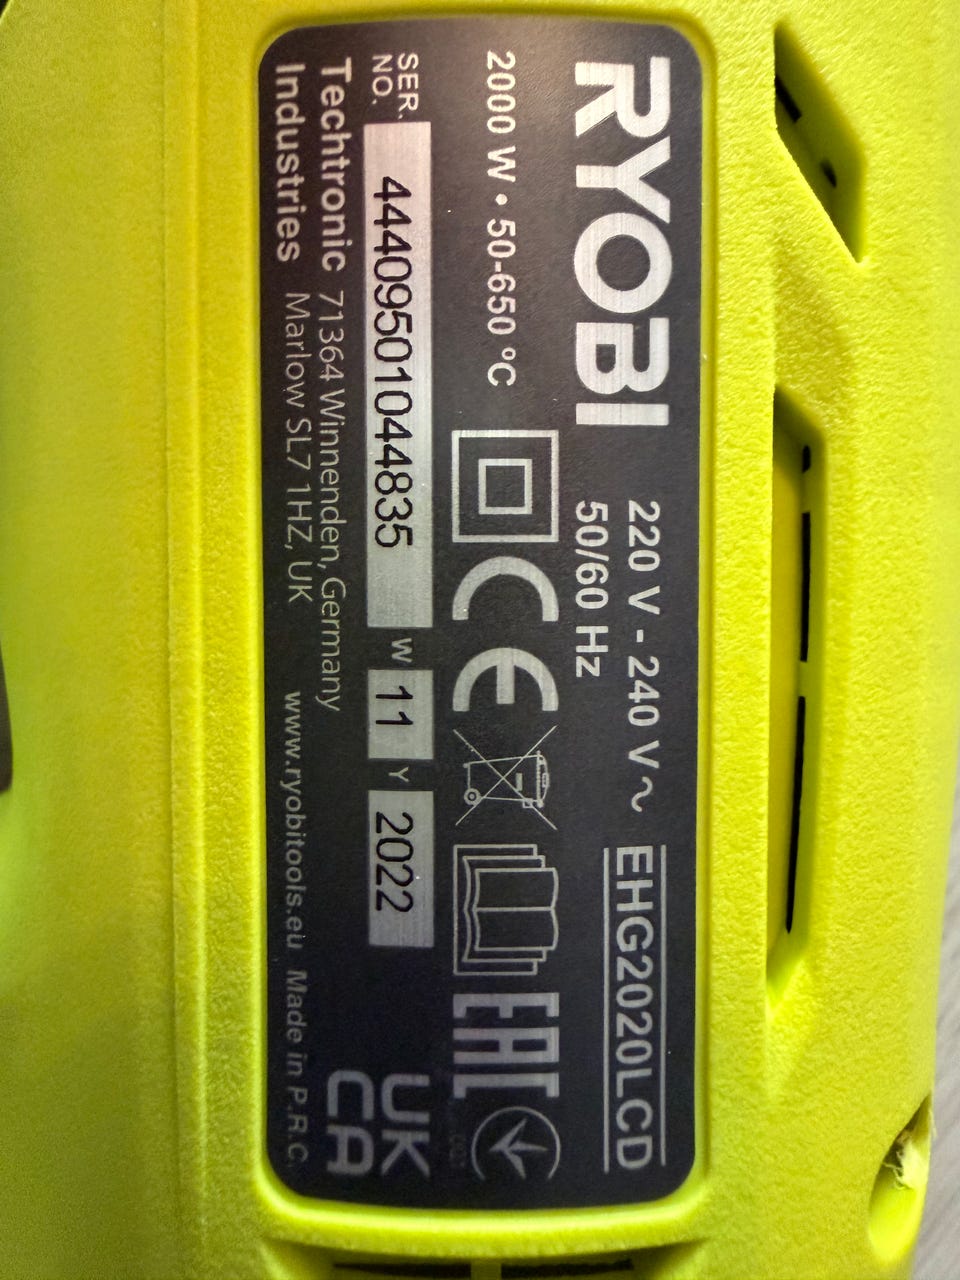 RYOBI
220 V - 240 V ~
50/60 Hz
EHG2020LCD
2000 W • 50-650 °C
CE
EAC
SER. NO.
44409501044835
W 11 Y 2022
UK
CA
Techtronic
Industries
71364 Winnenden, Germany
Marlow SL7 1HZ, UK
www.ryobitools.eu
Made in P.R.C.